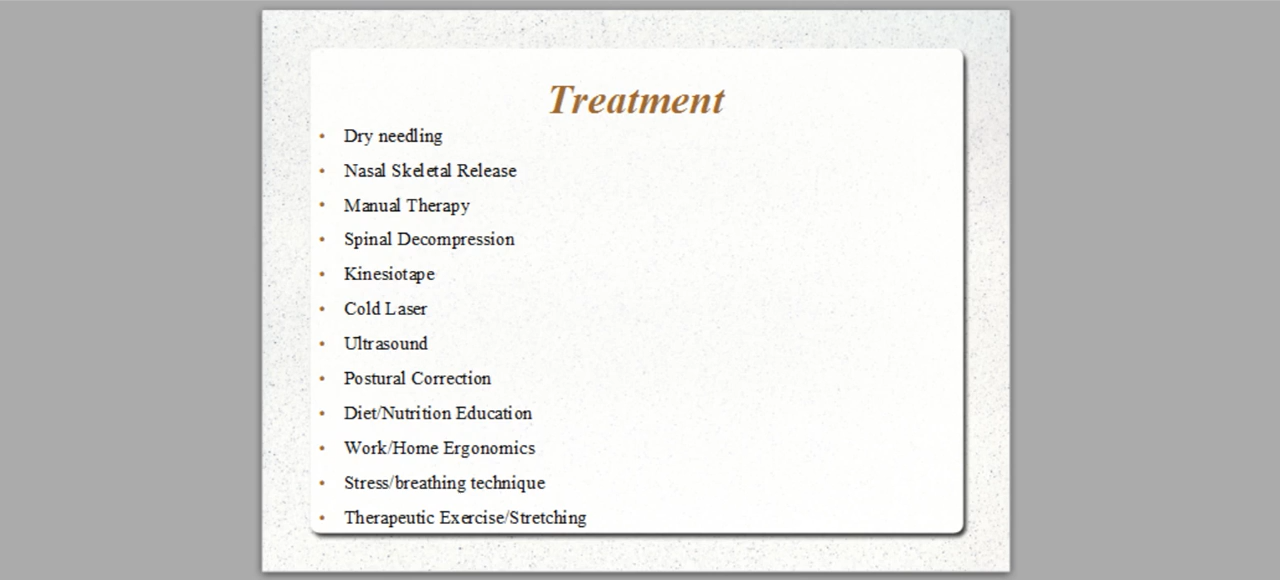 Treatment
• Dry needling
• Nasal Skeletal Release
• Manual Therapy
• Spinal Decompression
• Kinesiotape
• Cold Laser
• Ultrasound
• Postural Correction
• Diet/Nutrition Education
• Work/Home Ergonomics
• Stress/breathing technique
• Therapeutic Exercise/Stretching